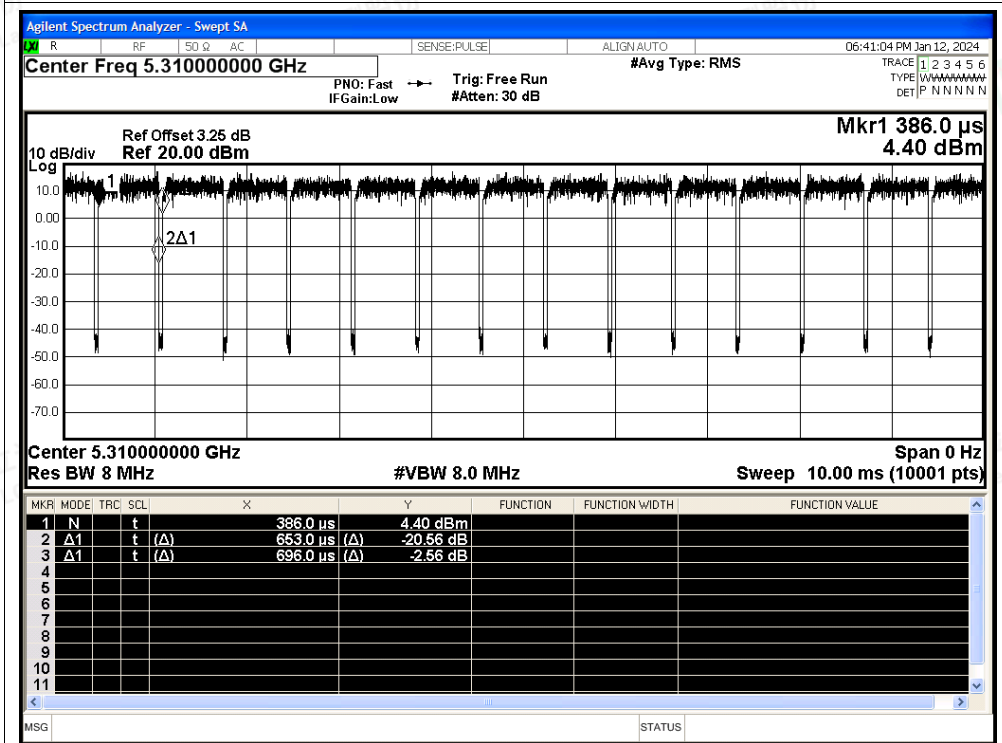 Agilent Spectrum Analyzer - Swept SA
LXI R RF 50 Ω AC SENSE:PULSE ALIGN AUTO 06:41:04 PM Jan 12, 2024
Center Freq 5.310000000 GHz #Avg Type: RMS TRACE 1 2 3 4 5 6
PNO: Fast Trig: Free Run TYPE WWWWWW
IFGain:Low #Atten: 30 dB DET P N N N N N
Mkr1 386.0 µs
Ref Offset 3.25 dB
10 dB/div Ref 20.00 dBm 4.40 dBm
Log
10.0
0.00
-10.0
-20.0
-30.0
-40.0
-50.0
-60.0
-70.0
1
2Δ1
Center 5.310000000 GHz Span 0 Hz
Res BW 8 MHz #VBW 8.0 MHz Sweep 10.00 ms (10001 pts)
MKR MODE TRC SCL X Y FUNCTION FUNCTION WIDTH FUNCTION VALUE
1 N t 386.0 µs 4.40 dBm
2 Δ1 t (Δ) 653.0 µs (Δ) -20.56 dB
3 Δ1 t (Δ) 696.0 µs (Δ) -2.56 dB
4
5
6
7
8
9
10
11
MSG STATUS